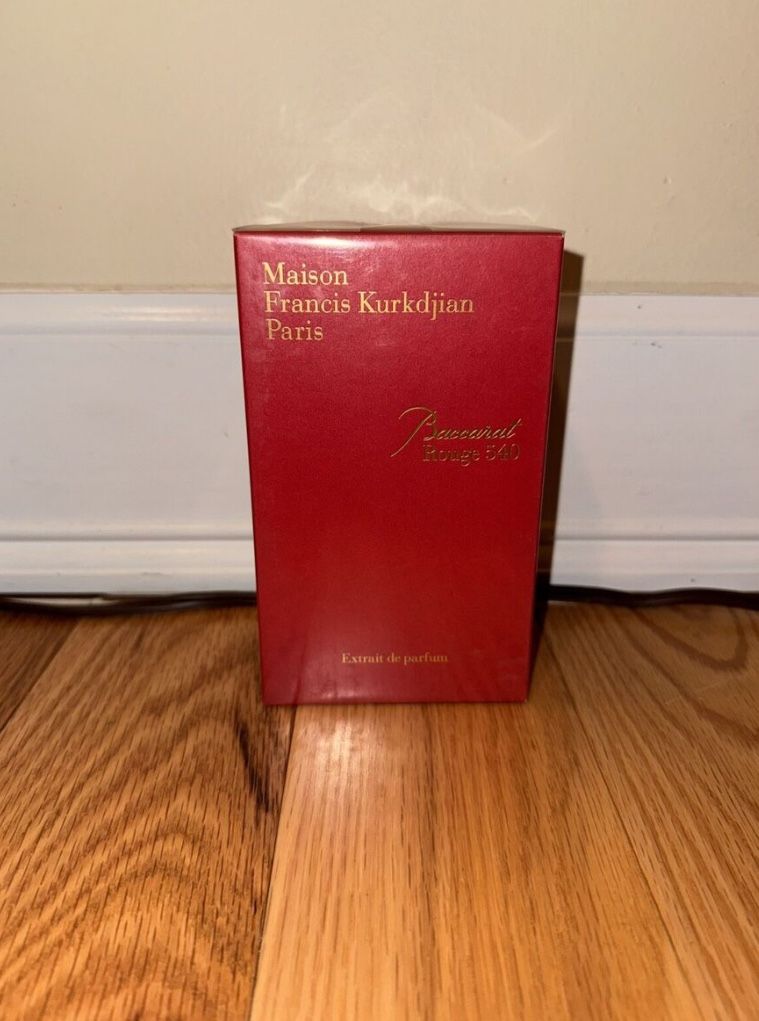 Maison
Francis Kurkdjian
Paris
Baccarat
Rouge 540
Extrait de parfum